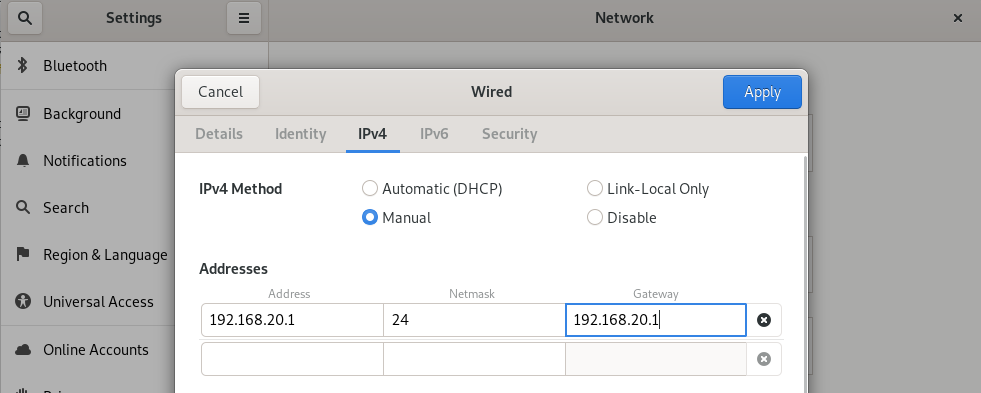 Settings
Network
Bluetooth
Background
Notifications
Search
Region & Language
Universal Access
Online Accounts
Cancel
Wired
Apply
Details
Identity
IPv4
IPv6
Security
IPv4 Method
Automatic (DHCP)
Link-Local Only
Manual
Disable
Addresses
Address
Netmask
Gateway
192.168.20.1
24
192.168.20.1